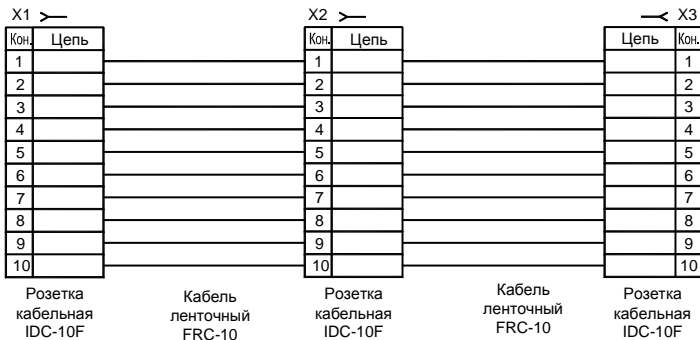 X1 X2 X3
Кон. Цепь Кон. Цепь Цепь Кон.
1 1 1
2 2 2
3 3 3
4 4 4
5 5 5
6 6 6
7 7 7
8 8 8
9 9 9
10 10 10
Розетка
кабельная
IDC-10F
Кабель
ленточный
FRC-10
Розетка
кабельная
IDC-10F
Кабель
ленточный
FRC-10
Розетка
кабельная
IDC-10F